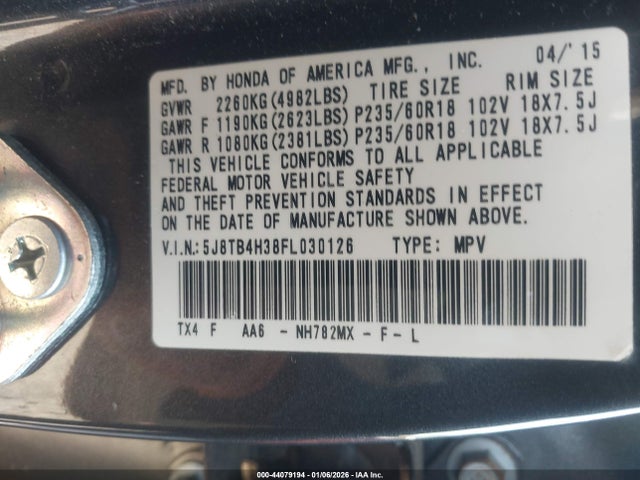 MFD. BY HONDA OF AMERICA MFG., INC. 04/'15
GVWR 2260KG(4982LBS) TIRE SIZE RIM SIZE
GAWR F 1190KG(2623LBS) P235/60R18 102V 18X7.5J
GAWR R 1080KG(2381LBS) P235/60R18 102V 18X7.5J
THIS VEHICLE CONFORMS TO ALL APPLICABLE
FEDERAL MOTOR VEHICLE SAFETY
AND THEFT PREVENTION STANDARDS IN EFFECT
ON THE DATE OF MANUFACTURE SHOWN ABOVE.
V.I.N.: 5J8TB4H38FL030126 TYPE: MPV
TX4 F AA6 - NH782MX - F - L
000-44079194 | 01/06/2026 | IAA Inc.